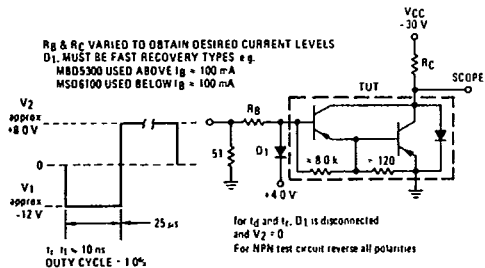 VCC
-30 V
RB & RC VARIED TO OBTAIN DESIRED CURRENT LEVELS
D1, MUST BE FAST RECOVERY TYPES e.g.
MBD5300 USED ABOVE IB ≈ 100 mA
MSD6100 USED BELOW IB ≈ 100 mA
RC
SCOPE
TUT
V2
approx
+8.0 V
RB
51
D1
≈ 8.0 k
≈ 120
0
V1
approx
-12 V
+4.0 V
25 µs
for td and tr, D1 is disconnected
and V2 = 0
For NPN test circuit reverse all polarities
tr, tf ≈ 10 ns
DUTY CYCLE = 1.0%